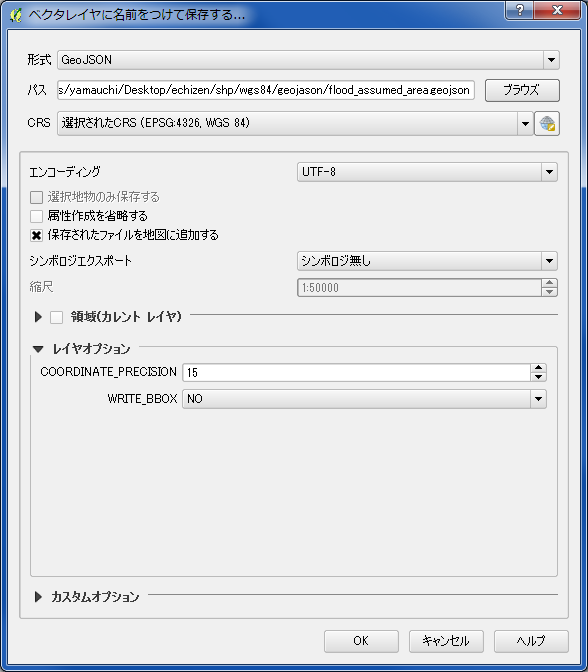 ベクタレイヤに名前をつけて保存する...
形式 GeoJSON
パス s/yamauchi/Desktop/echizen/shp/wgs84/geojason/flood_assumed_area.geojson ブラウズ
CRS 選択されたCRS (EPSG:4326, WGS 84)
エンコーディング UTF-8
選択地物のみ保存する
属性作成を省略する
保存されたファイルを地図に追加する
シンボロジエクスポート シンボロジ無し
縮尺 1:50000
領域(カレント レイヤ)
レイヤオプション
COORDINATE_PRECISION 15
WRITE_BBOX NO
カスタムオプション
OK キャンセル ヘルプ